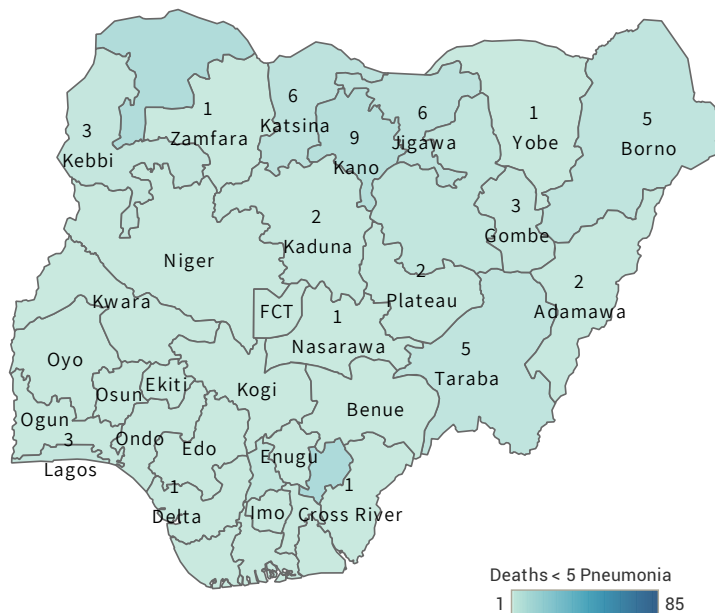 1
Zamfara
6
Katsina
9
Kano
6
Jigawa
1
Yobe
5
Borno
3
Kebbi
3
Gombe
2
Kaduna
Niger
2
Plateau
2
Adamawa
Kwara
FCT
1
Nasarawa
5
Taraba
Oyo
Osun
Ekiti
Kogi
Benue
Ogun
3
Lagos
Ondo
Edo
Enugu
1
Delta
Imo
1
Cross River
Deaths < 5 Pneumonia
1 85